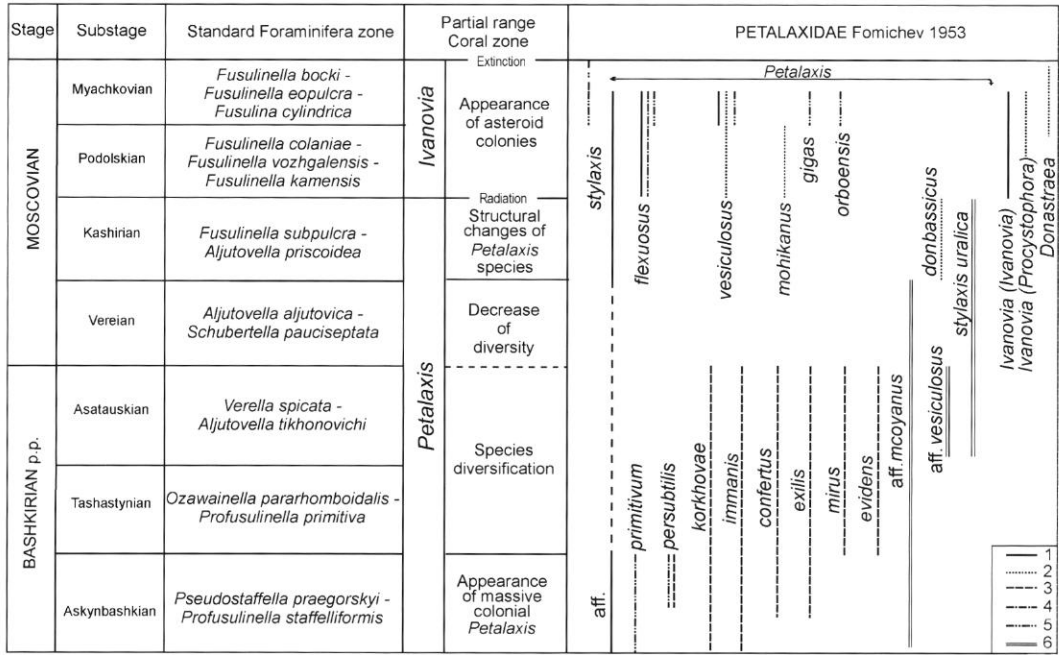 Stage
Substage
Standard Foraminifera zone
Partial range
Coral zone
PETALAXIDAE Fomichev 1953
MOSCOVIAN
Myachkovian
Fusulinella bocki -
Fusulinella eopulcra -
Fusulina cylindrica
Ivanovia
Extinction
Appearance
of asteroid
colonies
Podolskian
Fusulinella colaniae -
Fusulinella vozhgalensis -
Fusulinella kamensis
Radiation
Kashirian
Fusulinella subpulcra -
Aljutovella priscoidea
Structural
changes of
Petalaxis
species
Vereian
Aljutovella aljutovica -
Schubertella pauciseptata
Decrease
of
diversity
BASHKIRIAN p.p.
Petalaxis
Asatauskian
Verella spicata -
Aljutovella tikhonovichi
Species
diversification
Tashastynian
Ozawainella pararhomboidalis -
Profusulinella primitiva
Askynbashkian
Pseudostaffella praegorskyi -
Profusulinella staffelliformis
Appearance
of massive
colonial
Petalaxis
Petalaxis
stylaxis
aff.
flexuosus
primitivum
persubtilis
korkhovae
vesiculosus
immanis
mohikanus
confertus
gigas
exilis
orboensis
mirus
evidens
aff.mcoyanus
donbassicus
aff. vesiculosus
stylaxis uralica
Ivanovia (Ivanovia)
Ivanovia (Procystophora)
Donastraea
1
2
3
4
5
6